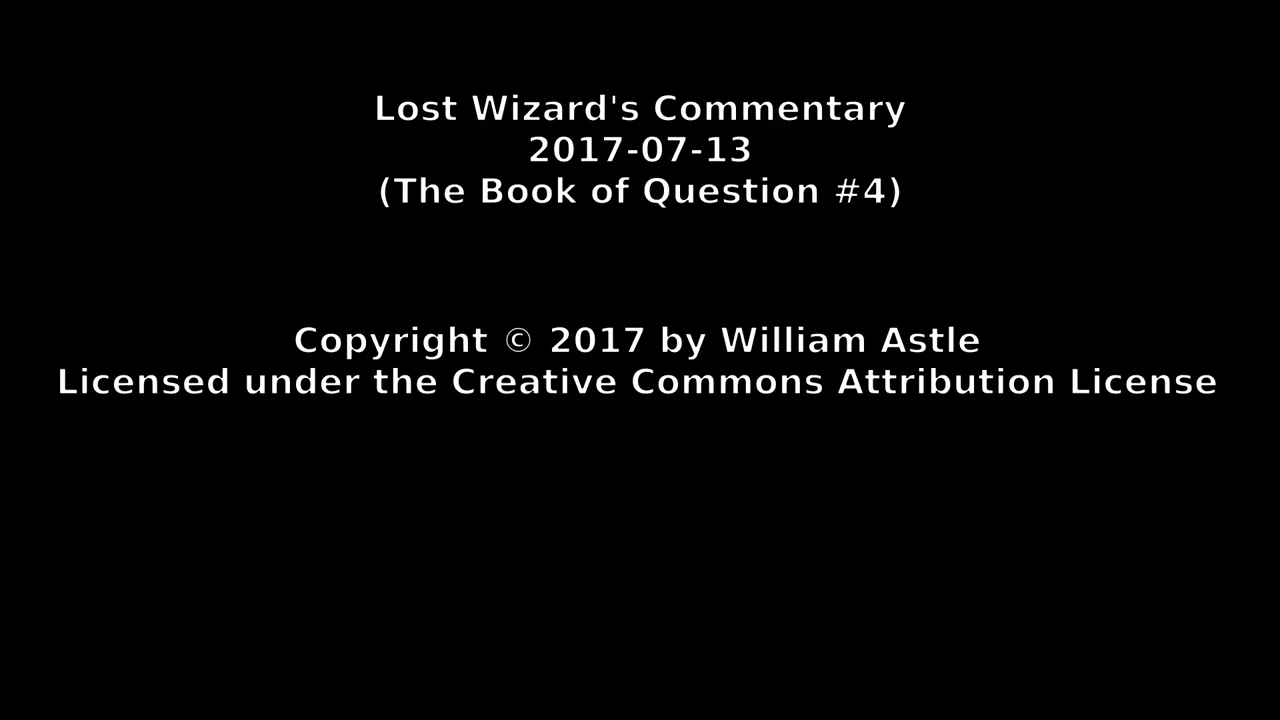 Lost Wizard's Commentary
2017-07-13
(The Book of Question #4)
Copyright © 2017 by William Astle
Licensed under the Creative Commons Attribution License